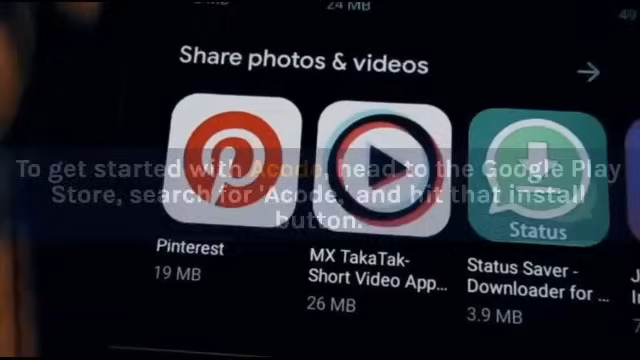 24 MB
Share photos & videos
To get started with Acode, head to the Google Play
Store, search for 'Acode,' and hit that install
button.
Status
Pinterest
19 MB
MX TakaTak-
Short Video App...
26 MB
Status Saver -
Downloader for ...
3.9 MB